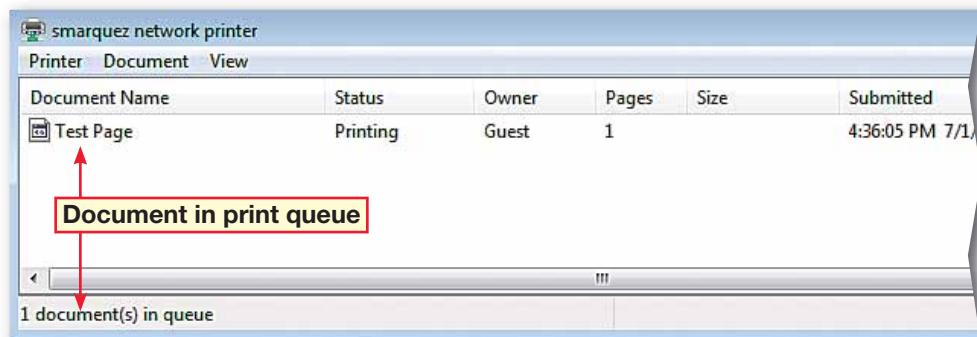 smarquez network printer
Printer Document View
Document Name Status Owner Pages Size Submitted
Test Page Printing Guest 1 4:36:05 PM 7/1/
Document in print queue
1 document(s) in queue